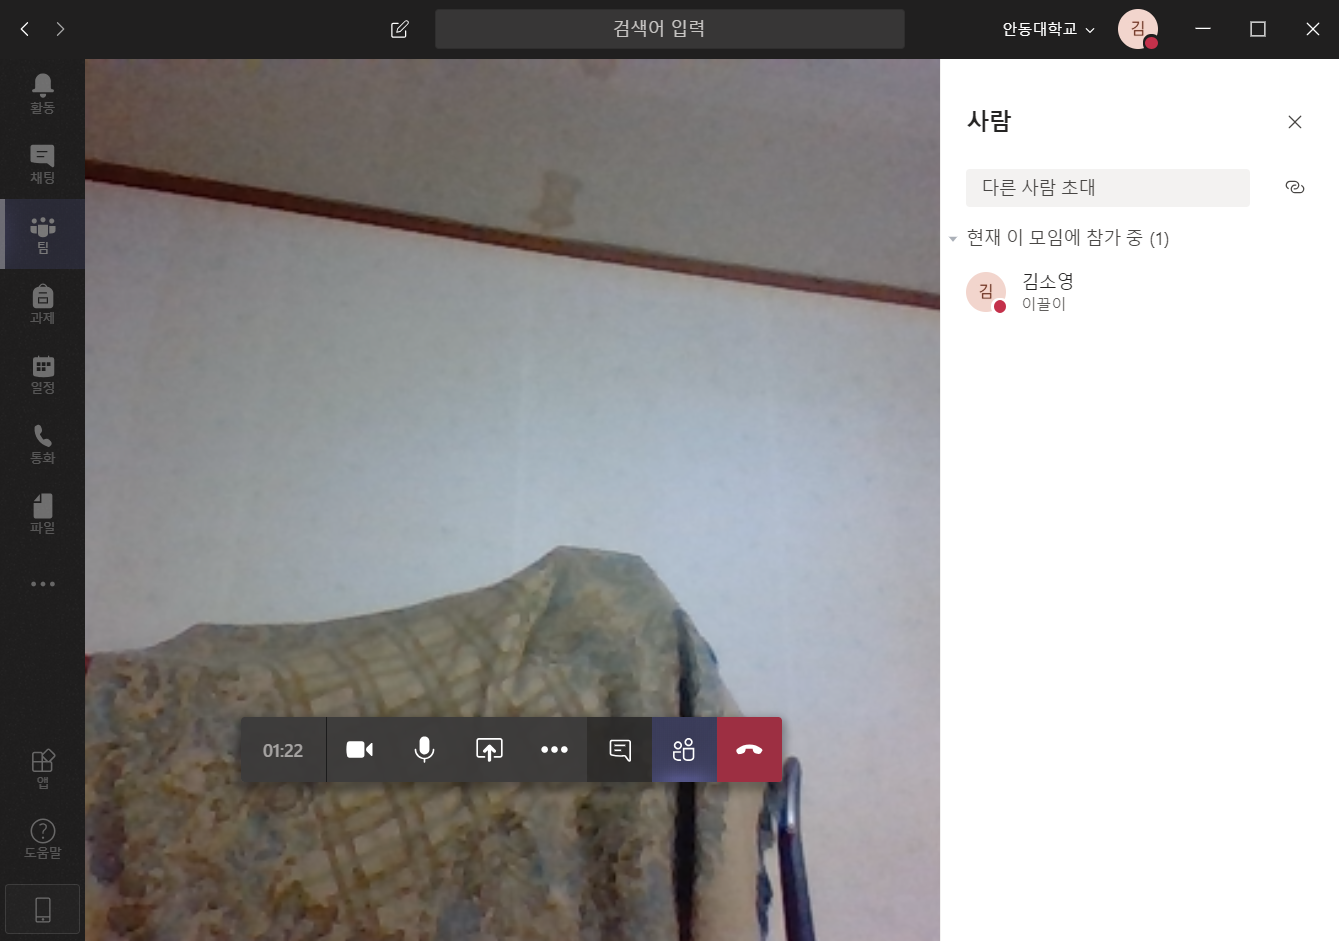 검색어 입력
안동대학교
김
활동
채팅
팀
과제
일정
통화
파일
앱
도움말
01:22
사람
다른 사람 초대
현재 이 모임에 참가 중 (1)
김
김소영
이끌이